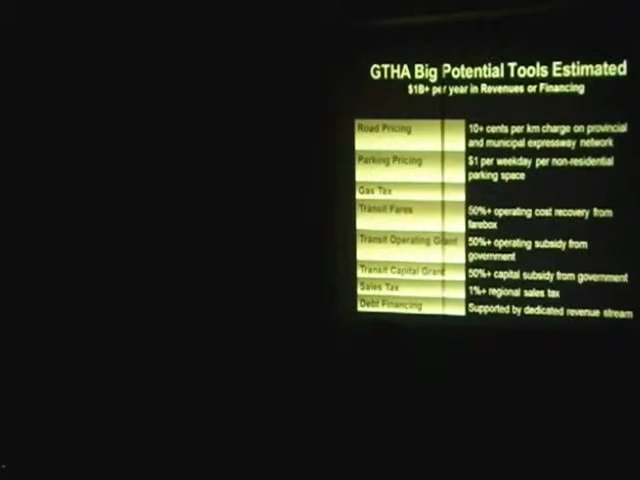 GTHA Big Potential Tools Estimated
$1B+ per year in Revenues or Financing
Road Pricing 10+ cents per km charge on provincial
and municipal expressway network
Parking Pricing $1 per weekday per non-residential
parking space
Gas Tax
Transit Fares 50%+ operating cost recovery from
farebox
Transit Operating Grant 50%+ operating subsidy from
government
Transit Capital Grant 50%+ capital subsidy from government
Sales Tax 1%+ regional sales tax
Debt Financing Supported by dedicated revenue stream